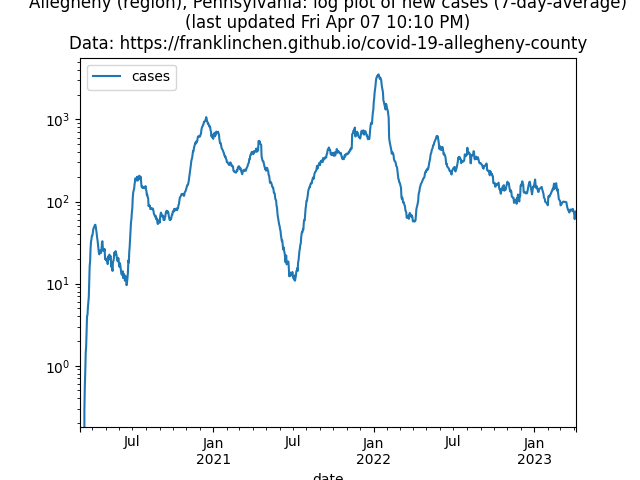 Allegheny (region), Pennsylvania: log plot of new cases (7-day-average)
(last updated Fri Apr 07 10:10 PM)
Data: https://franklinchen.github.io/covid-19-allegheny-county
cases
10³
10²
10¹
10⁰
Jul Jan Jul Jan Jul Jan
2021 2022 2023
date